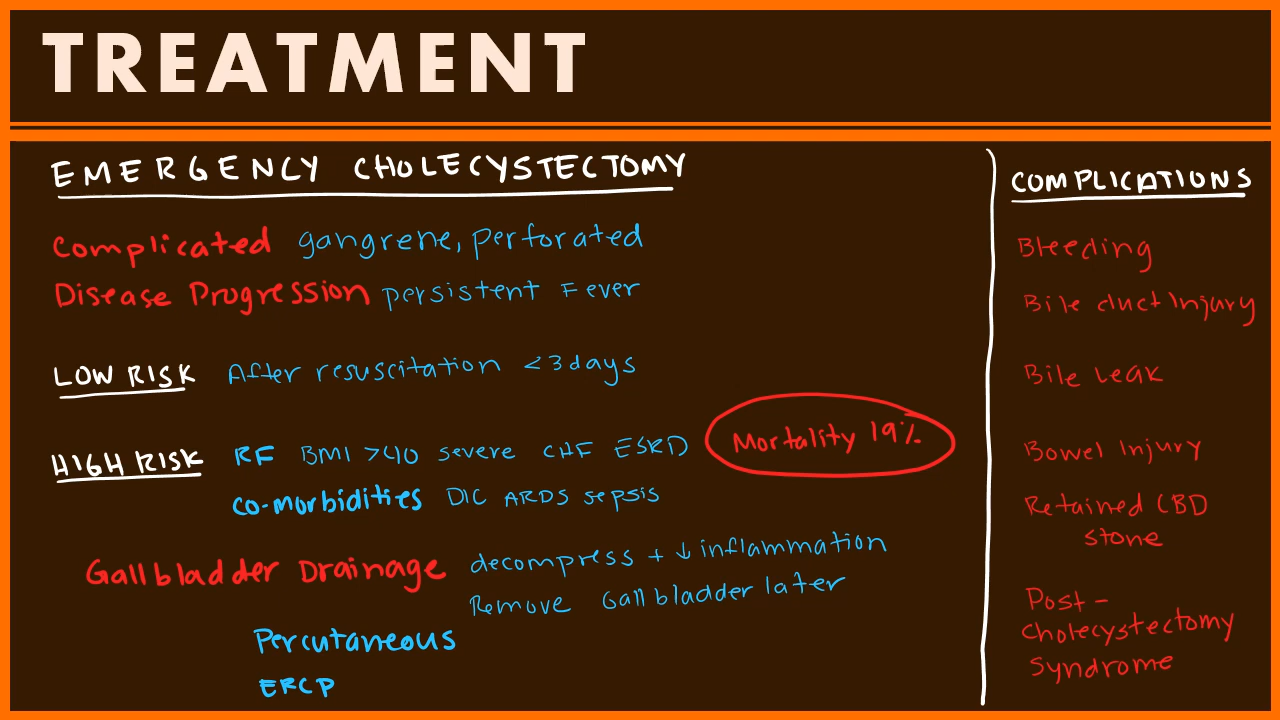 TREATMENT
EMERGENCY CHOLECYSTECTOMY
Complicated gangrene, perforated
Disease Progression persistent Fever
LOW RISK After resuscitation <3 days
HIGH RISK RF BMI >40 severe CHF ESRD
Mortality 19%
co-morbidities DIC ARDS sepsis
Gallbladder Drainage decompress + ↓ inflammation
Remove Gallbladder later
Percutaneous
ERCP
COMPLICATIONS
Bleeding
Bile duct Injury
Bile Leak
Bowel Injury
Retained CBD
stone
Post-
cholecystectomy
Syndrome